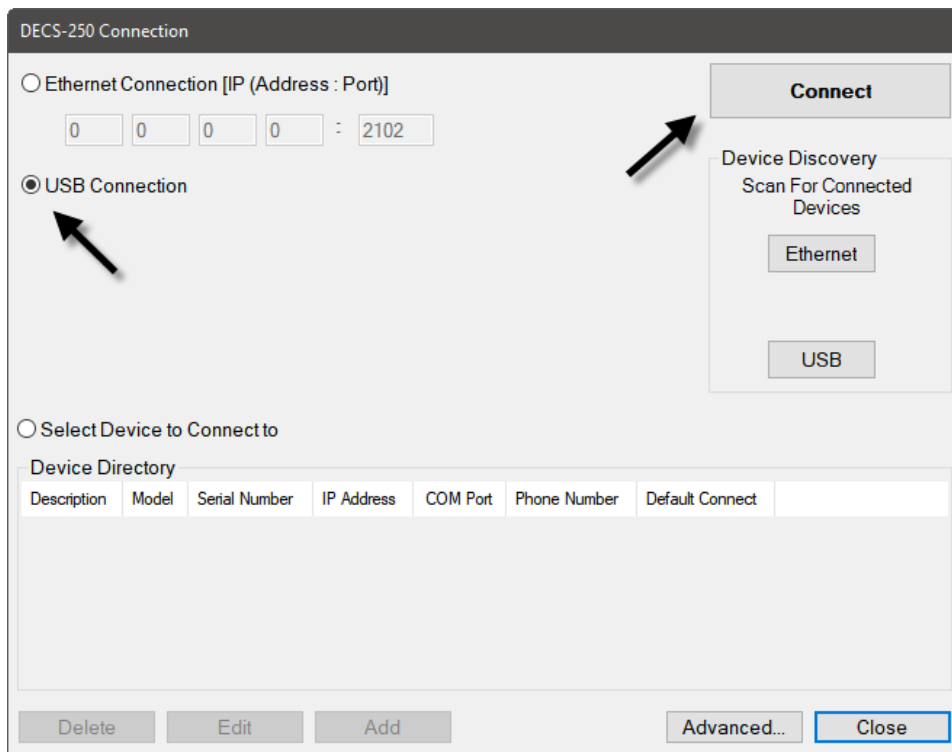 DECS-250 Connection
Ethernet Connection [IP (Address : Port)]
Connect
0 0 0 0 : 2102
Device Discovery
USB Connection
Scan For Connected
Devices
Ethernet
USB
Select Device to Connect to
Device Directory
Description Model Serial Number IP Address COM Port Phone Number Default Connect
Delete Edit Add Advanced... Close